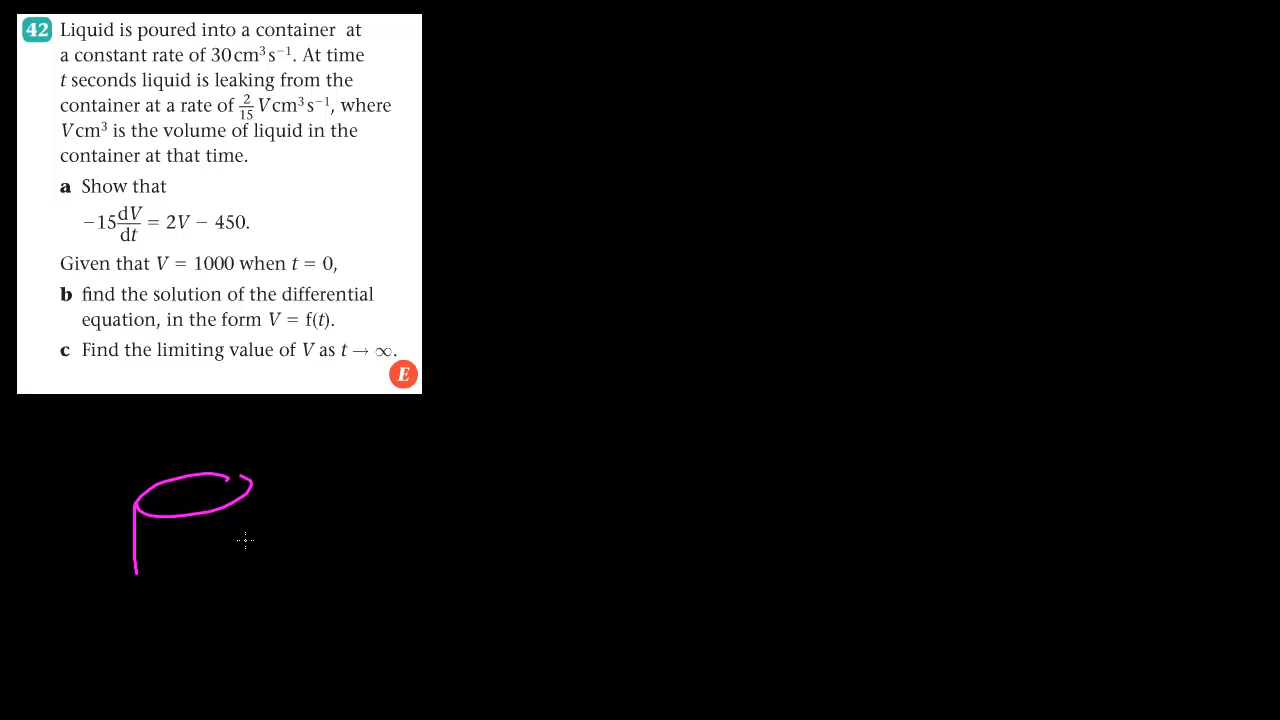 42 Liquid is poured into a container at
a constant rate of 30 cm³ s⁻¹. At time
t seconds liquid is leaking from the
container at a rate of 2/15 V cm³ s⁻¹, where
V cm³ is the volume of liquid in the
container at that time.
a Show that
−15 dV/dt = 2V − 450.
Given that V = 1000 when t = 0,
b find the solution of the differential
equation, in the form V = f(t).
c Find the limiting value of V as t → ∞.
E